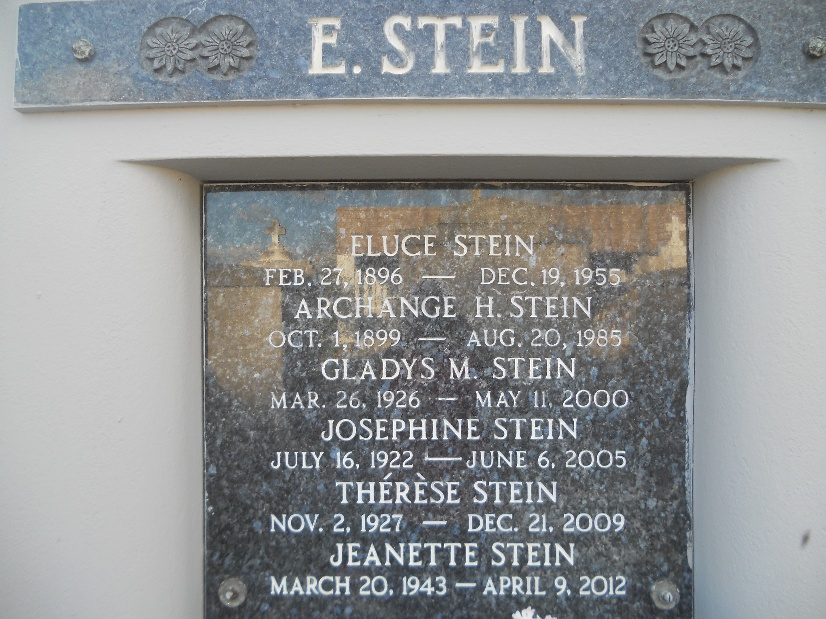 E. STEIN
ELUCE STEIN
FEB. 27, 1896 — DEC. 19, 1955
ARCHANGE H. STEIN
OCT. 1, 1899 — AUG. 20, 1985
GLADYS M. STEIN
MAR. 26, 1926 — MAY 11, 2000
JOSEPHINE STEIN
JULY 16, 1922 — JUNE 6, 2005
THÉRÈSE STEIN
NOV. 2, 1927 — DEC. 21, 2009
JEANETTE STEIN
MARCH 20, 1943 — APRIL 9, 2012